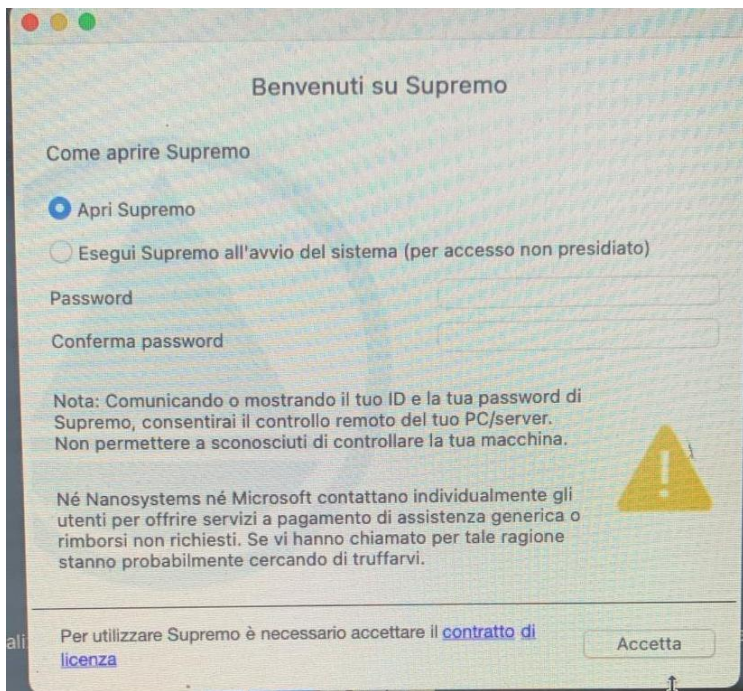 Benvenuti su Supremo
Come aprire Supremo
Apri Supremo
Esegui Supremo all'avvio del sistema (per accesso non presidiato)
Password
Conferma password
Nota: Comunicando o mostrando il tuo ID e la tua password di
Supremo, consentirai il controllo remoto del tuo PC/server.
Non permettere a sconosciuti di controllare la tua macchina.
Né Nanosystems né Microsoft contattano individualmente gli
utenti per offrire servizi a pagamento di assistenza generica o
rimborsi non richiesti. Se vi hanno chiamato per tale ragione
stanno probabilmente cercando di truffarvi.
ali
Per utilizzare Supremo è necessario accettare il contratto di
licenza
Accetta